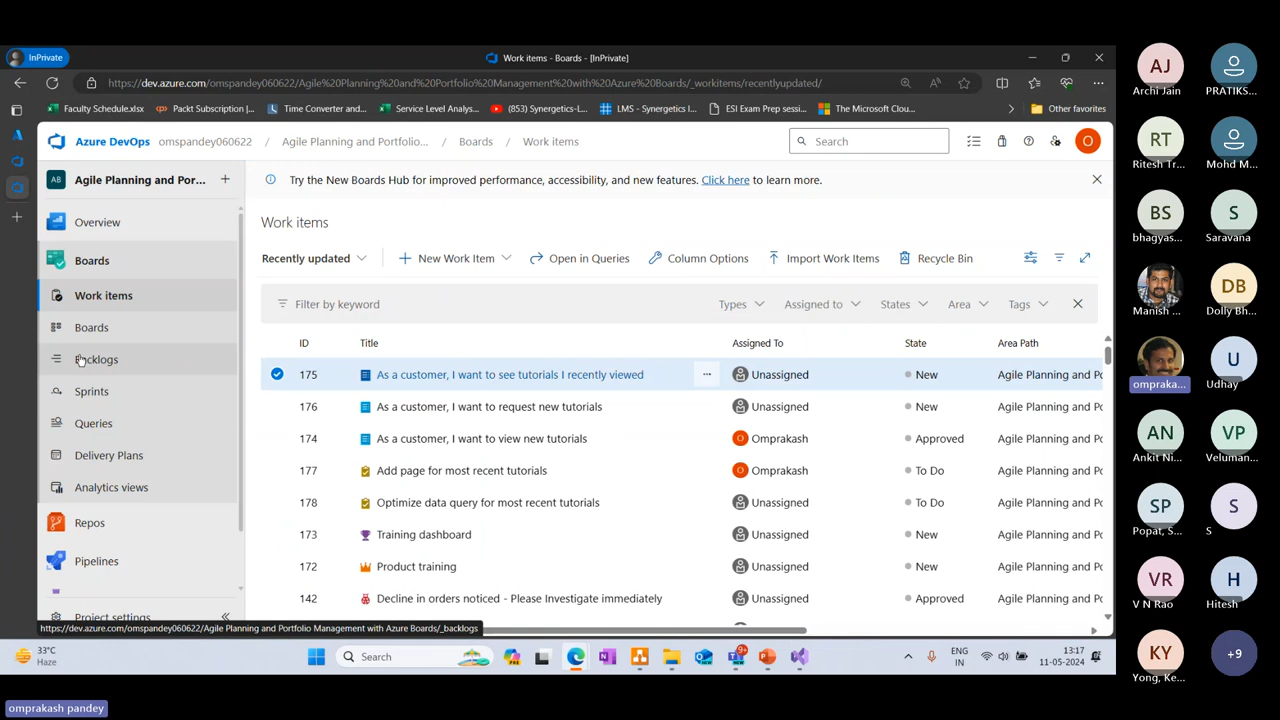 InPrivate
Work items - Boards - [InPrivate)
https://dev.azure.com/omspandey060622/Agile%20Planning%20and%20Portfolio%20Management%20with%20Azure%20Boards/_workitems/recentlyupdated/
Faculty Schedule.xlsx
Packt Subscription |...
Time Converter and...
Service Level Analys...
(853) Synergetics-L...
LMS - Synergetics I...
ESI Exam Prep sessi...
The Microsoft Clou...
Other favorites
Azure DevOps omspandey060622 / Agile Planning and Portfolio... / Boards / Work items
Search
O
AB Agile Planning and Por...
Try the New Boards Hub for improved performance, accessibility, and new features. Click here to learn more.
Overview
Boards
Work items
Boards
Backlogs
Sprints
Queries
Delivery Plans
Analytics views
Repos
Pipelines
Project settings
Work items
Recently updated
New Work Item
Open in Queries
Column Options
Import Work Items
Recycle Bin
Filter by keyword
Types
Assigned to
States
Area
Tags
ID Title Assigned To State Area Path
175 As a customer, I want to see tutorials I recently viewed ... Unassigned New Agile Planning and Po
176 As a customer, I want to request new tutorials Unassigned New Agile Planning and Po
174 As a customer, I want to view new tutorials O Omprakash Approved Agile Planning and Po
177 Add page for most recent tutorials O Omprakash To Do Agile Planning and Po
178 Optimize data query for most recent tutorials Unassigned To Do Agile Planning and Po
173 Training dashboard Unassigned New Agile Planning and Po
172 Product training Unassigned New Agile Planning and Po
142 Decline in orders noticed - Please Investigate immediately Unassigned Approved Agile Planning and Po
https://dev.azure.com/omspandey060622/Agile Planning and Portfolio Management with Azure Boards/_backlogs
33°C
Haze
Search
9+
ENG
IN
13:17
11-05-2024
omprakash pandey
AJ
Archi Jain
PRATIKS...
RT
Ritesh Tr...
Mohd M...
BS
bhagyas...
S
Saravana
Manish ...
DB
Dolly Bh...
ompraka...
U
Udhay
AN
Ankit Ni...
VP
Veluman...
SP
Popat, S...
S
S
VR
V N Rao
H
Hitesh
KY
Yong, Ke...
+9